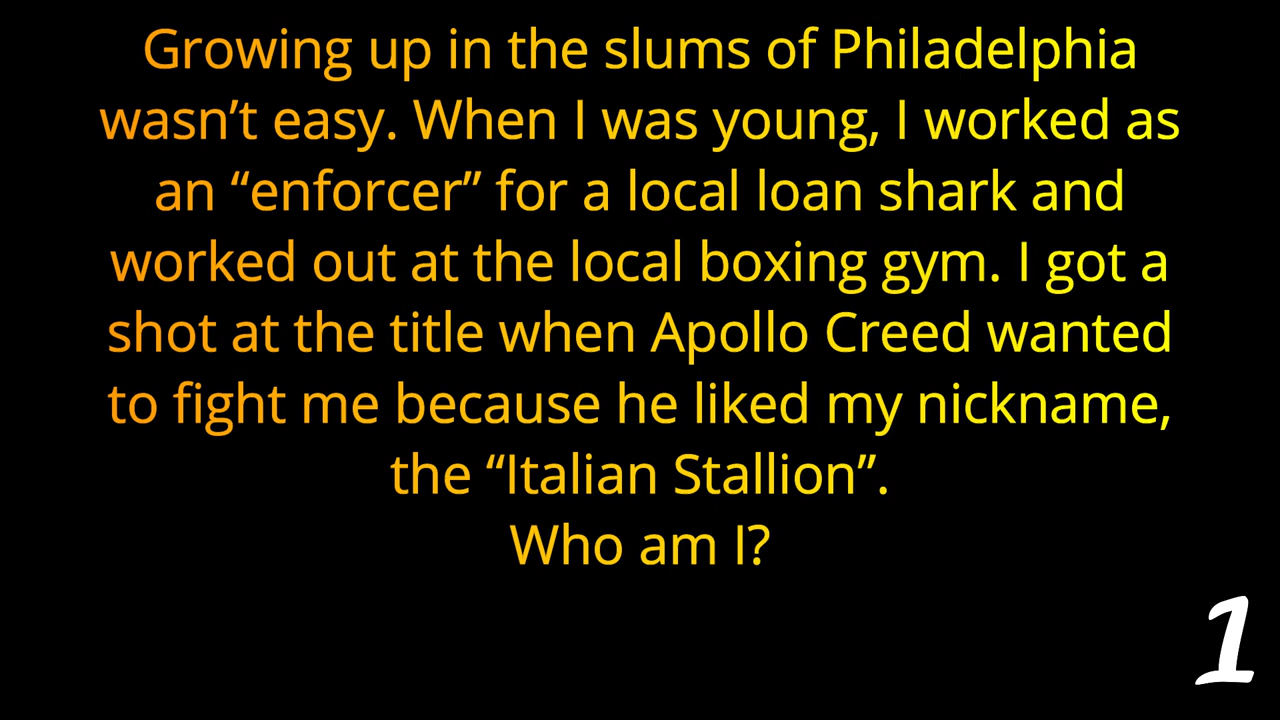 Growing up in the slums of Philadelphia
wasn’t easy. When I was young, I worked as
an “enforcer” for a local loan shark and
worked out at the local boxing gym. I got a
shot at the title when Apollo Creed wanted
to fight me because he liked my nickname,
the “Italian Stallion”.
Who am I?
1